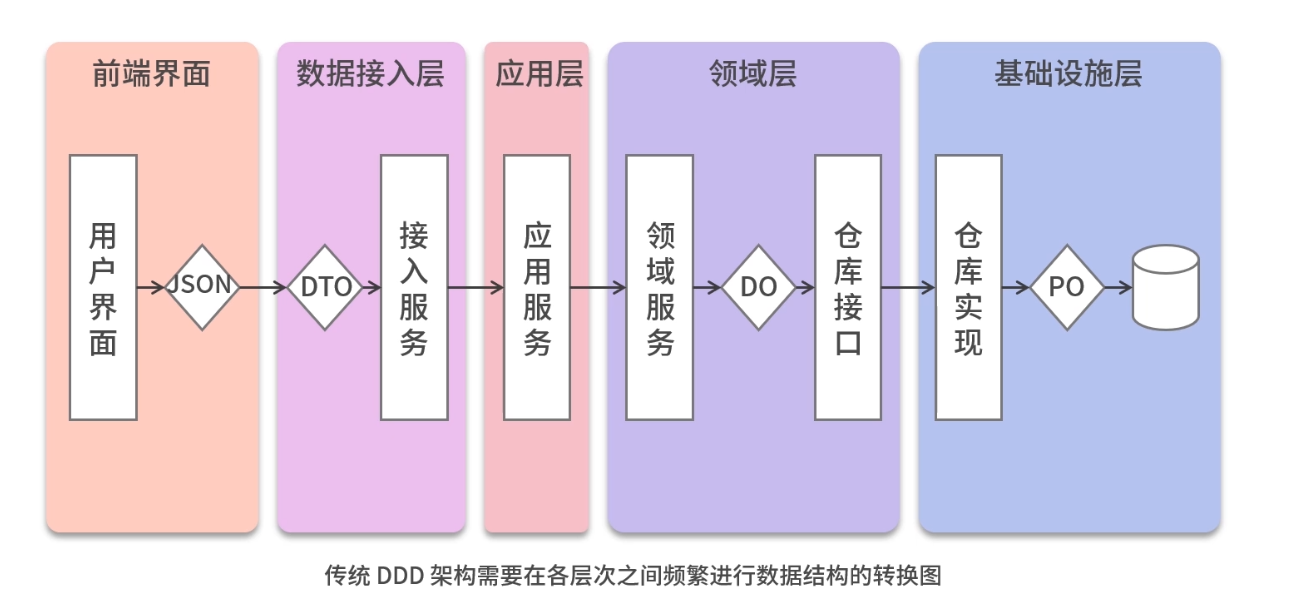 前端界面
数据接入层
应用层
领域层
基础设施层
用户界面
JSON
DTO
接入服务
应用服务
领域服务
DO
仓库接口
仓库实现
PO
传统 DDD 架构需要在各层次之间频繁进行数据结构的转换图